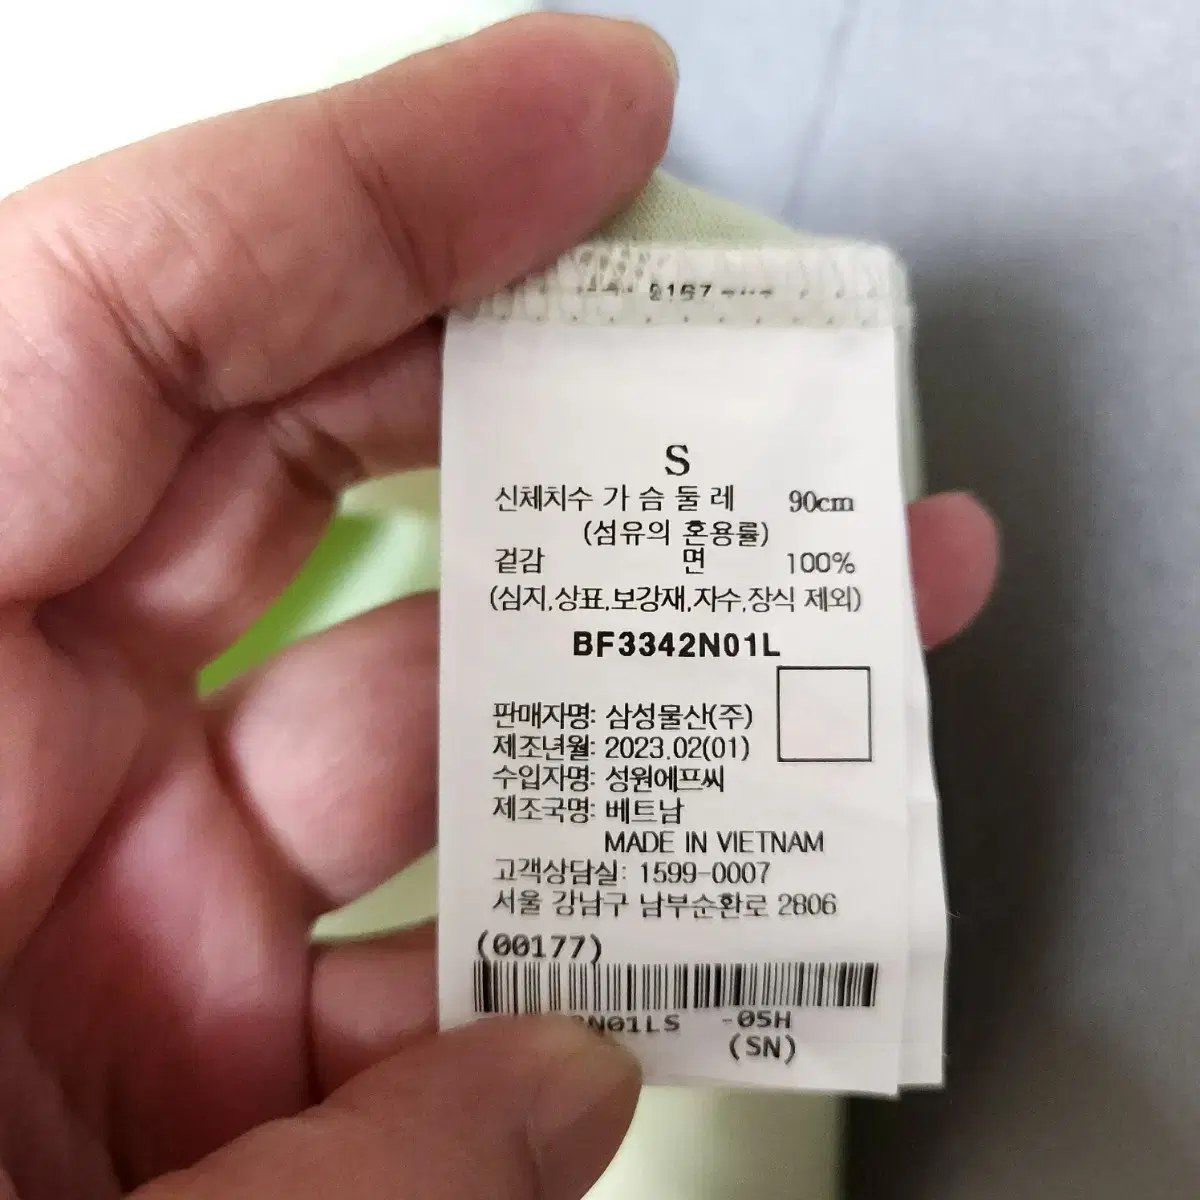 9167
S
신체치수 가 슴 둘 레 90cm
(섬유의 혼용률)
겉감 면 100%
(심지,상표,보강재,자수,장식 제외)
BF3342N01L
판매자명: 삼성물산(주)
제조년월: 2023.02(01)
수입자명: 성원에프씨
제조국명: 베트남
MADE IN VIETNAM
고객상담실: 1599-0007
서울 강남구 남부순환로 2806
(00177)
N01LS -05H
(SN)